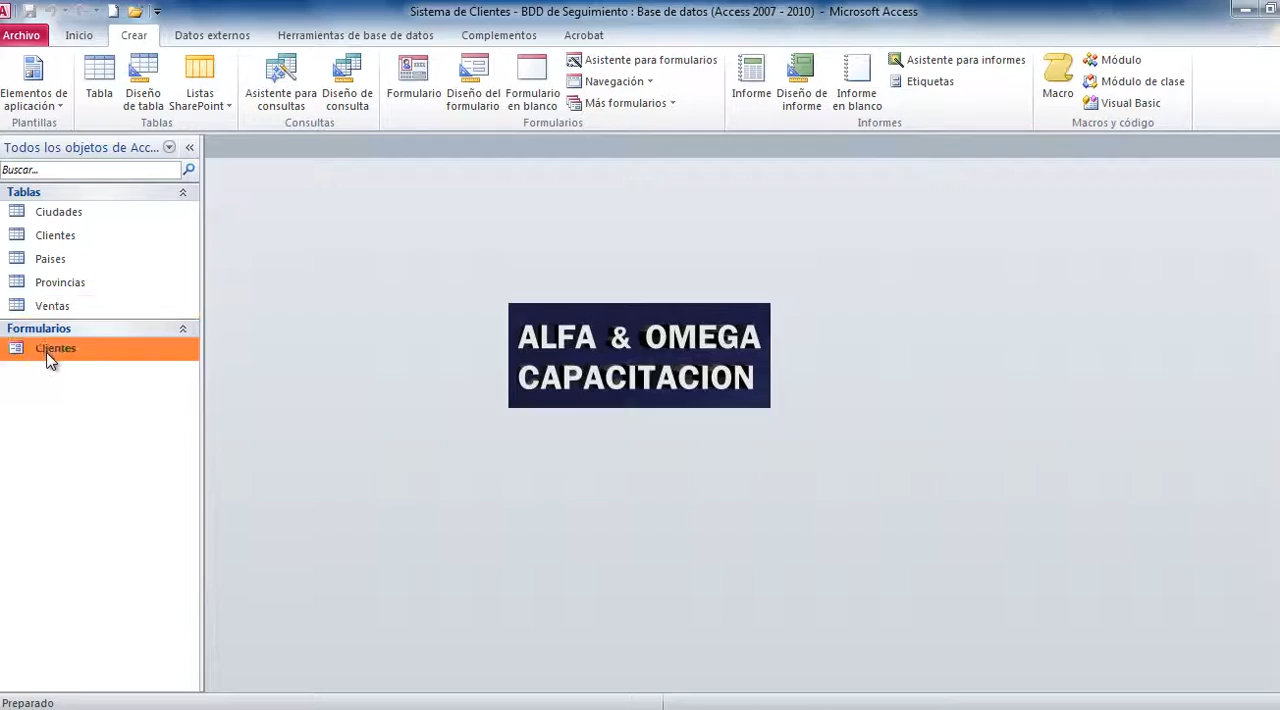 Sistema de Clientes - BDD de Seguimiento : Base de datos (Access 2007 - 2010) - Microsoft Access
Archivo Inicio Crear Datos externos Herramientas de base de datos Complementos Acrobat
Elementos de aplicación
Plantillas
Tabla
Diseño de tabla
Listas SharePoint
Tablas
Asistente para consultas
Diseño de consulta
Consultas
Formulario
Diseño del formulario
Formulario en blanco
Asistente para formularios
Navegación
Más formularios
Formularios
Informe
Diseño de informe
Informe en blanco
Asistente para informes
Etiquetas
Informes
Macro
Módulo
Módulo de clase
Visual Basic
Macros y código
Todos los objetos de Acc...
Buscar...
Tablas
Ciudades
Clientes
Paises
Provincias
Ventas
Formularios
Clientes
ALFA & OMEGA
CAPACITACION
Preparado